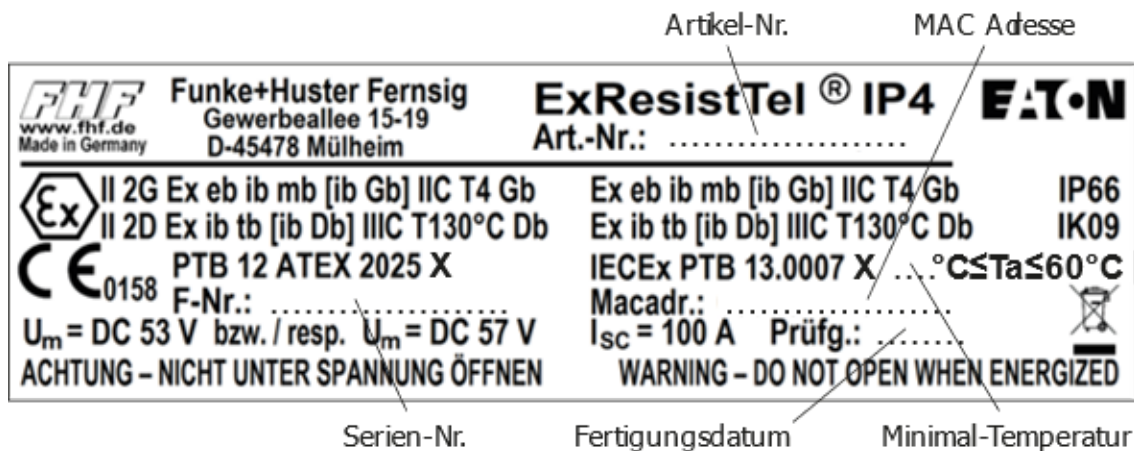 Artikel-Nr. MAC Adesse
FHF Funke+Huster Fernsig ExResistTel ® IP4 EATON
www.fhf.de Gewerbeallee 15-19
Made in Germany D-45478 Mülheim Art.-Nr.: .....................
Ex II 2G Ex eb ib mb [ib Gb] IIC T4 Gb Ex eb ib mb [ib Gb] IIC T4 Gb IP66
II 2D Ex ib tb [ib Db] IIIC T130°C Db Ex ib tb [ib Db] IIIC T130°C Db IK09
CE 0158 PTB 12 ATEX 2025 X IECEx PTB 13.0007 X ....°C≤Ta≤60°C
F-Nr.: ..................... Macadr.: .....................
Um = DC 53 V bzw. / resp. Um = DC 57 V ISC = 100 A Prüfg.: ........
ACHTUNG – NICHT UNTER SPANNUNG ÖFFNEN WARNING – DO NOT OPEN WHEN ENERGIZED
Serien-Nr. Fertigungsdatum Minimal-Temperatur